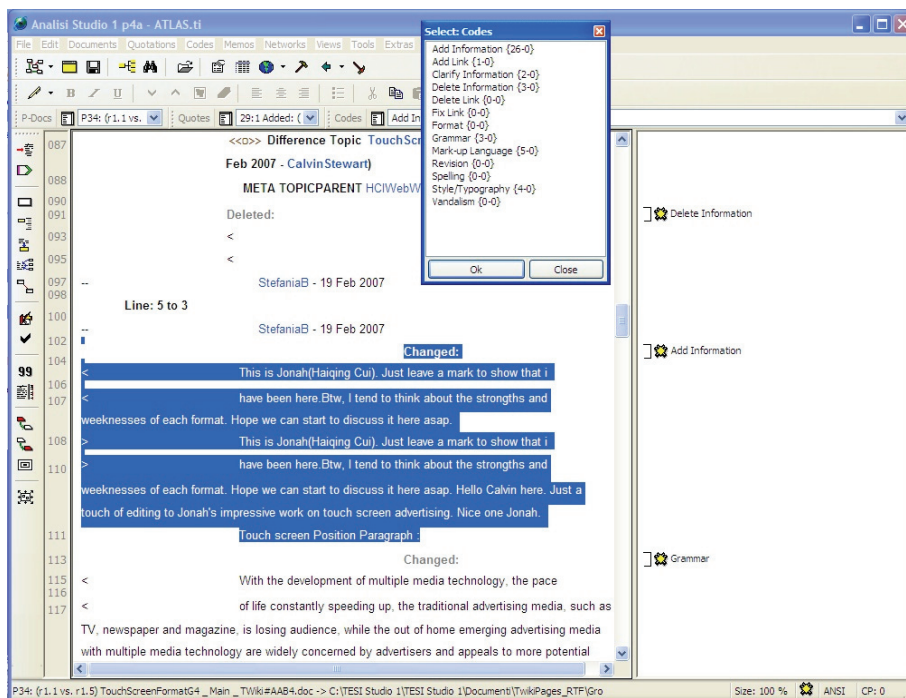 Analisi Studio 1 p4a - ATLAS.ti
File Edit Documents Quotations Codes Memos Networks Views Tools Extras
B I U
P-Docs P34: (r1.1 vs. Quotes 29:1 Added: ( Codes Add In
Select: Codes
Add Information {26-0}
Add Link {1-0}
Clarify Information {2-0}
Delete Information {3-0}
Delete Link {0-0}
Fix Link {0-0}
Format {0-0}
Grammar {3-0}
Mark-up Language {5-0}
Revision {0-0}
Spelling {0-0}
Style/Typography {4-0}
Vandalism {0-0}
Ok Close
087 <<O>> Difference Topic TouchScr
Feb 2007 - CalvinStewart)
088 META TOPICPARENT HCIWebW
090
091 Deleted:
093 <
095 <
097 -- StefaniaB - 19 Feb 2007
098 Line: 5 to 3
100 -- StefaniaB - 19 Feb 2007
102 Changed:
104 < This is Jonah(Haiqing Cui). Just leave a mark to show that i
106
107 < have been here.Btw, I tend to think about the strongths and
weeknesses of each format. Hope we can start to discuss it here asap.
108 > This is Jonah(Haiqing Cui). Just leave a mark to show that i
110 > have been here.Btw, I tend to think about the strongths and
weeknesses of each format. Hope we can start to discuss it here asap. Hello Calvin here. Just a
touch of editing to Jonah's impressive work on touch screen advertising. Nice one Jonah.
111 Touch screen Position Paragraph :
113 Changed:
115 < With the development of multiple media technology, the pace
116
117 < of life constantly speeding up, the traditional advertising media, such as
TV, newspaper and magazine, is losing audience, while the out of home emerging advertising media
with multiple media technology are widely concerned by advertisers and appeals to more potential
Delete Information
Add Information
Grammar
99
P34: (r1.1 vs. r1.5) TouchScreenFormatG4 _ Main _ TWiki#AAB4.doc -> C:\TESI Studio 1\TESI Studio 1\Documenti\TwikiPages_RTF\Gro Size: 100 % ANSI CP: 0